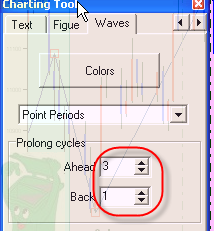 Charting Tool
Text Figue Waves
Colors
Point Periods
Prolong cycles
Ahead 3
Back 1